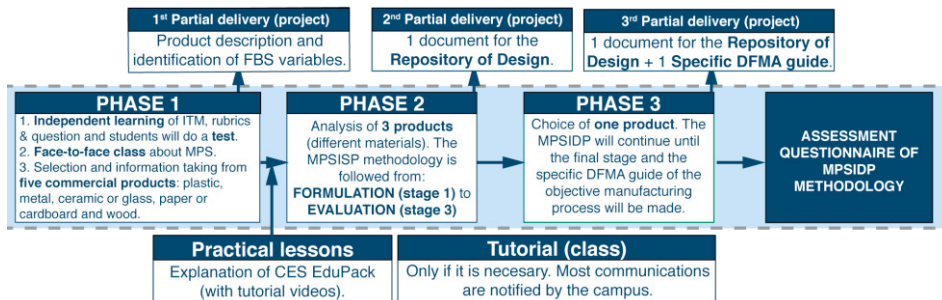 1st Partial delivery (project)
Product description and
identification of FBS variables.
2nd Partial delivery (project)
1 document for the
Repository of Design.
3rd Partial delivery (project)
1 document for the Repository of
Design + 1 Specific DFMA guide.
PHASE 1
1. Independent learning of ITM, rubrics
& question and students will do a test.
2. Face-to-face class about MPS.
3. Selection and information taking from
five commercial products: plastic,
metal, ceramic or glass, paper or
cardboard and wood.
PHASE 2
Analysis of 3 products
(different materials). The
MPSISP methodology is
followed from:
FORMULATION (stage 1) to
EVALUATION (stage 3)
PHASE 3
Choice of one product. The
MPSIDP will continue until
the final stage and the
specific DFMA guide of the
objective manufacturing
process will be made.
ASSESSMENT
QUESTIONNAIRE OF
MPSIDP
METHODOLOGY
Practical lessons
Explanation of CES EduPack
(with tutorial videos).
Tutorial (class)
Only if it is necesary. Most communications
are notified by the campus.